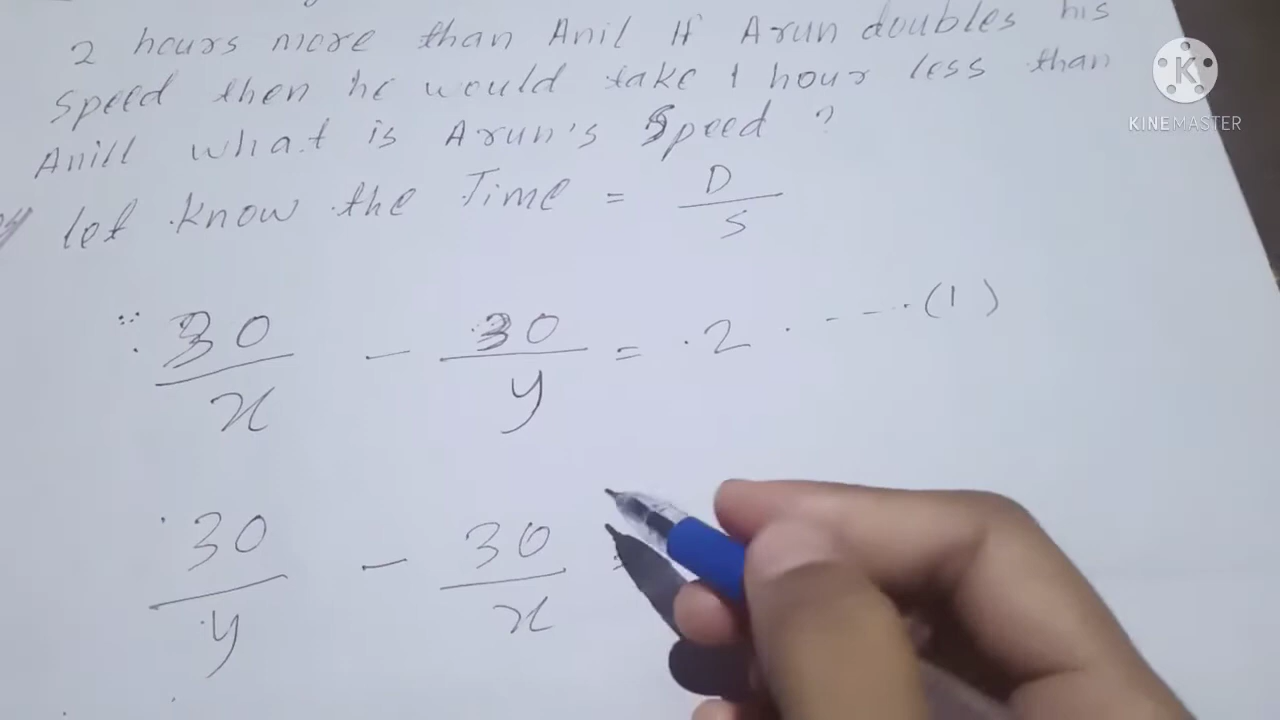 2 hours more than Anil If Arun doubles his
speed then he would take 1 hour less than
Anill what is Arun's Speed ?
let know the Time = D/S
∵ 30/x - 30/y = 2 ----(1)
30/y - 30/x =
K
KINEMASTER